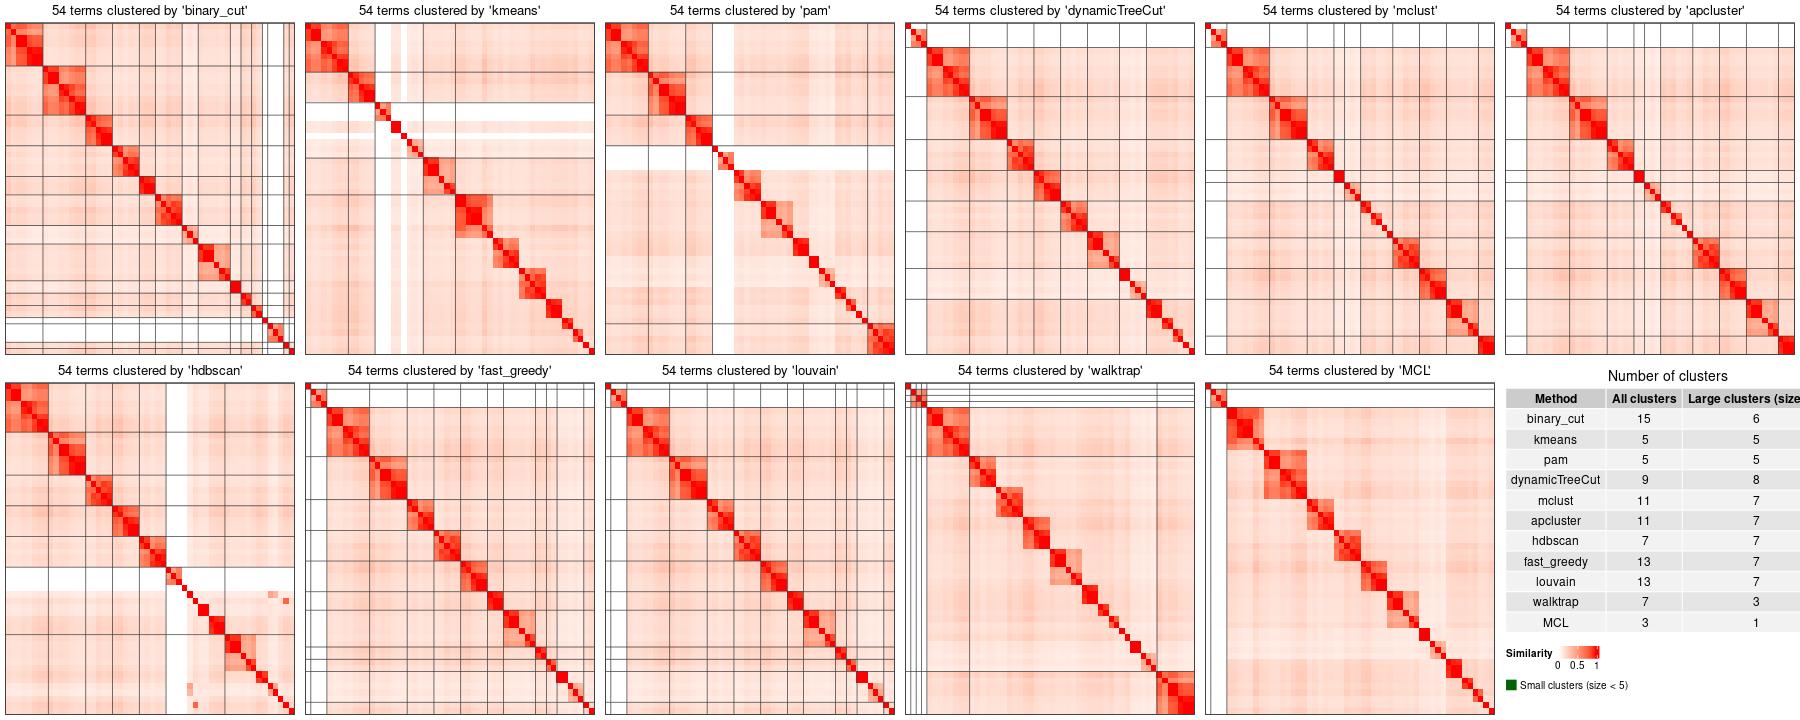 54 terms clustered by 'binary_cut'
54 terms clustered by 'kmeans'
54 terms clustered by 'pam'
54 terms clustered by 'dynamicTreeCut'
54 terms clustered by 'mclust'
54 terms clustered by 'apcluster'
54 terms clustered by 'hdbscan'
54 terms clustered by 'fast_greedy'
54 terms clustered by 'louvain'
54 terms clustered by 'walktrap'
54 terms clustered by 'MCL'
Number of clusters
Method All clusters Large clusters (size
binary_cut 15 6
kmeans 5 5
pam 5 5
dynamicTreeCut 9 8
mclust 11 7
apcluster 11 7
hdbscan 7 7
fast_greedy 13 7
louvain 13 7
walktrap 7 3
MCL 3 1
Similarity
0 0.5 1
Small clusters (size < 5)